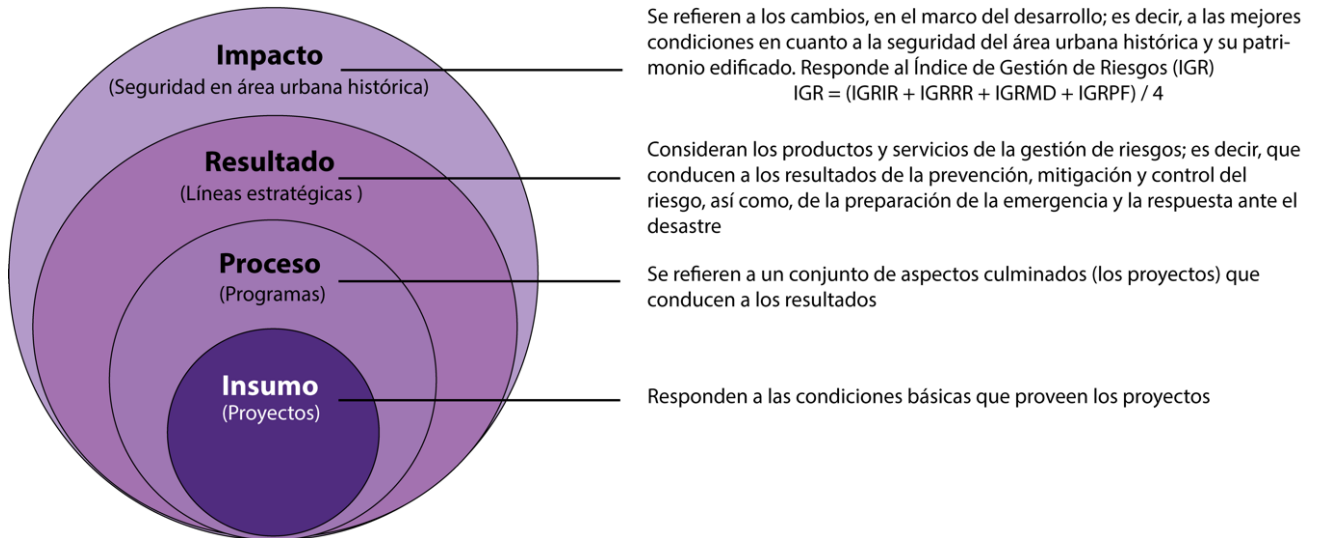 Impacto
(Seguridad en área urbana histórica)
Se refieren a los cambios, en el marco del desarrollo; es decir, a las mejores
condiciones en cuanto a la seguridad del área urbana histórica y su patri-
monio edificado. Responde al Índice de Gestión de Riesgos (IGR)
IGR = (IGRIR + IGRRR + IGRMD + IGRPF) / 4
Resultado
(Líneas estratégicas )
Consideran los productos y servicios de la gestión de riesgos; es decir, que
conducen a los resultados de la prevención, mitigación y control del
riesgo, así como, de la preparación de la emergencia y la respuesta ante el
desastre
Proceso
(Programas)
Se refieren a un conjunto de aspectos culminados (los proyectos) que
conducen a los resultados
Insumo
(Proyectos)
Responden a las condiciones básicas que proveen los proyectos